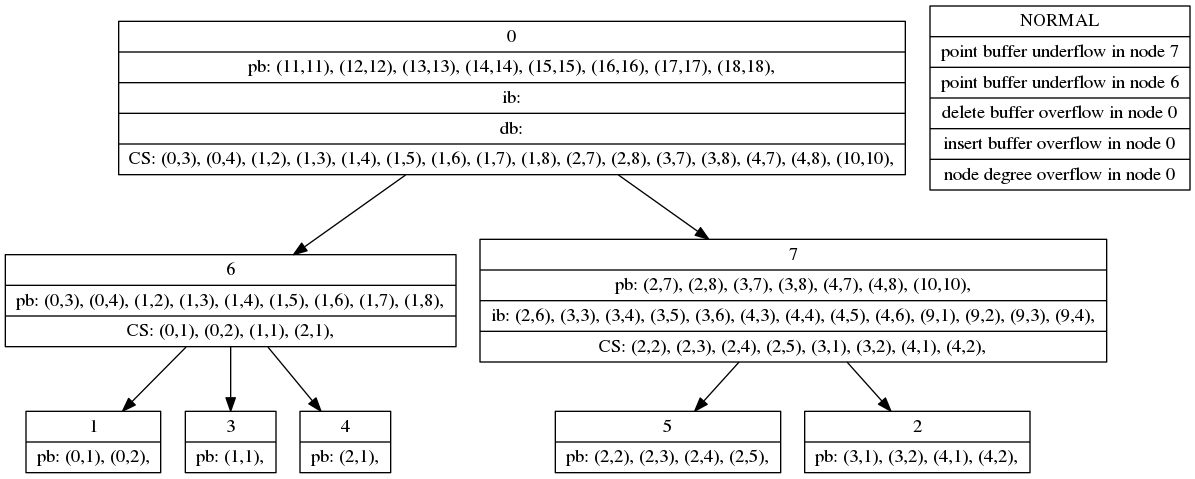 0
pb: (11,11), (12,12), (13,13), (14,14), (15,15), (16,16), (17,17), (18,18),
ib:
db:
CS: (0,3), (0,4), (1,2), (1,3), (1,4), (1,5), (1,6), (1,7), (1,8), (2,7), (2,8), (3,7), (3,8), (4,7), (4,8), (10,10),
NORMAL
point buffer underflow in node 7
point buffer underflow in node 6
delete buffer overflow in node 0
insert buffer overflow in node 0
node degree overflow in node 0
6
pb: (0,3), (0,4), (1,2), (1,3), (1,4), (1,5), (1,6), (1,7), (1,8),
CS: (0,1), (0,2), (1,1), (2,1),
7
pb: (2,7), (2,8), (3,7), (3,8), (4,7), (4,8), (10,10),
ib: (2,6), (3,3), (3,4), (3,5), (3,6), (4,3), (4,4), (4,5), (4,6), (9,1), (9,2), (9,3), (9,4),
CS: (2,2), (2,3), (2,4), (2,5), (3,1), (3,2), (4,1), (4,2),
1
pb: (0,1), (0,2),
3
pb: (1,1),
4
pb: (2,1),
5
pb: (2,2), (2,3), (2,4), (2,5),
2
pb: (3,1), (3,2), (4,1), (4,2),